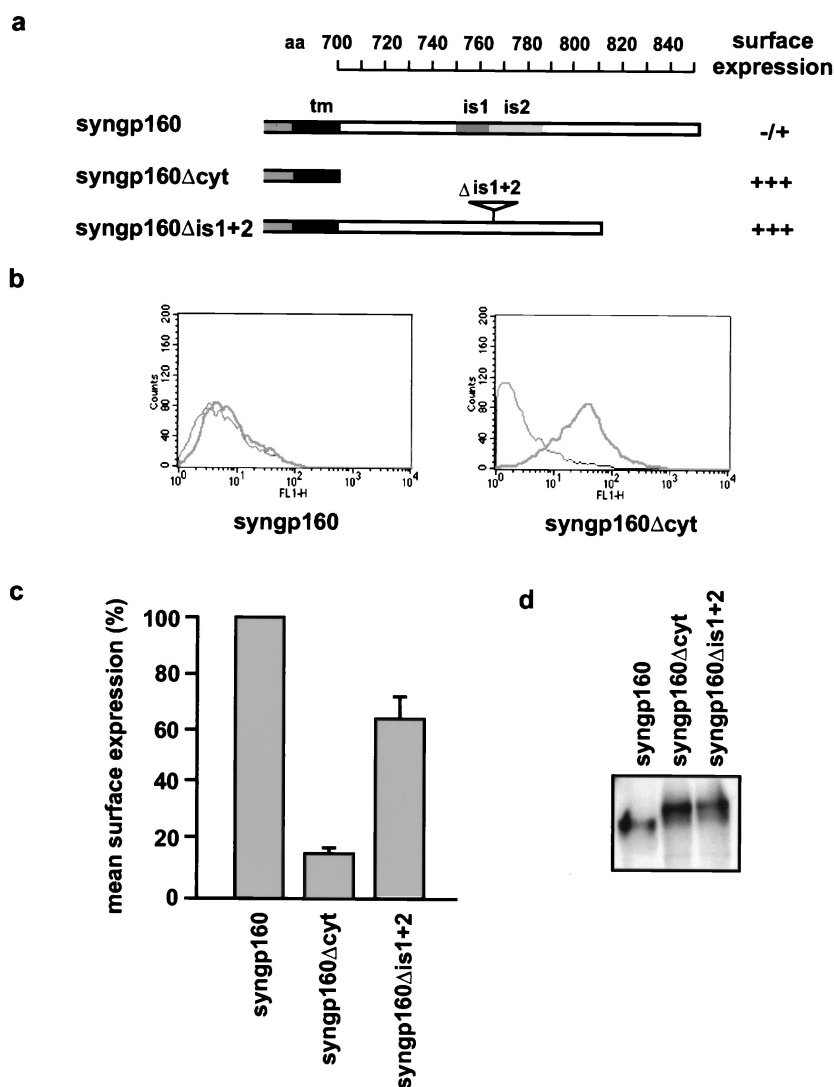 a
aa 700 720 740 760 780 800 820 840 surface expression
tm is1 is2
syngp160 -/+
syngp160Δcyt +++
Δ is1+2
syngp160Δis1+2 +++
b
200 160 120 80 40 0
Counts
10^0 10^1 10^2 10^3 10^4
FL1-H
syngp160
200 160 120 80 40 0
Counts
10^0 10^1 10^2 10^3 10^4
FL1-H
syngp160Δcyt
c
mean surface expression (%)
100
80
60
40
20
0
syngp160
syngp160Δcyt
syngp160Δis1+2
d
syngp160
syngp160Δcyt
syngp160Δis1+2